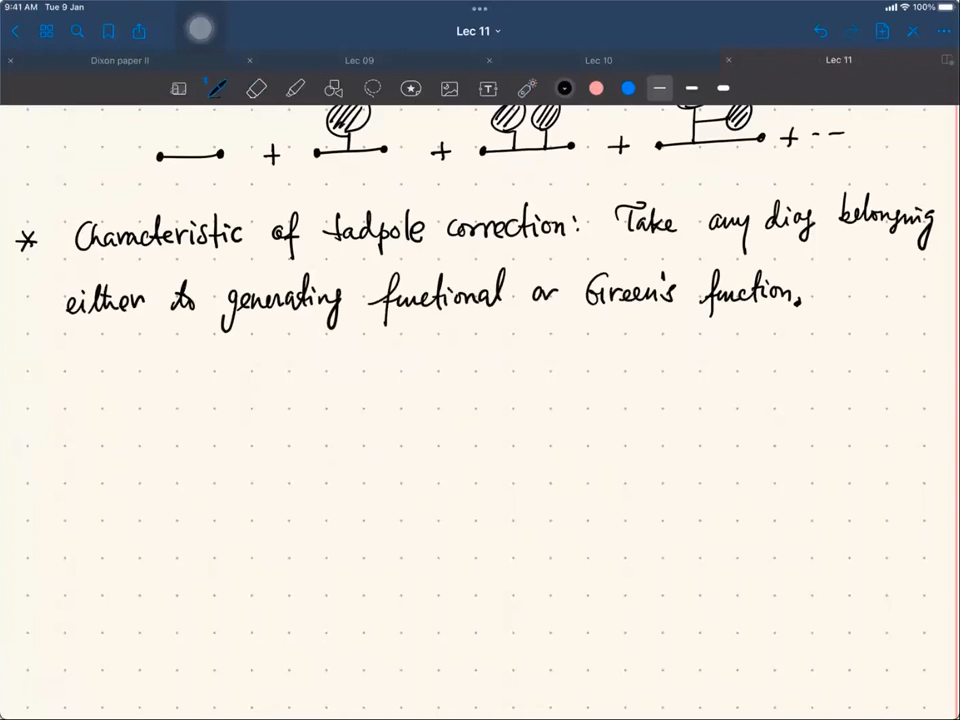 9:41 AM Tue 9 Jan
100%
Lec 11
Dixon paper II
Lec 09
Lec 10
Lec 11
+ + + + ---
* Characteristic of tadpole correction: Take any diag belonging
either to generating functional or Green's function.